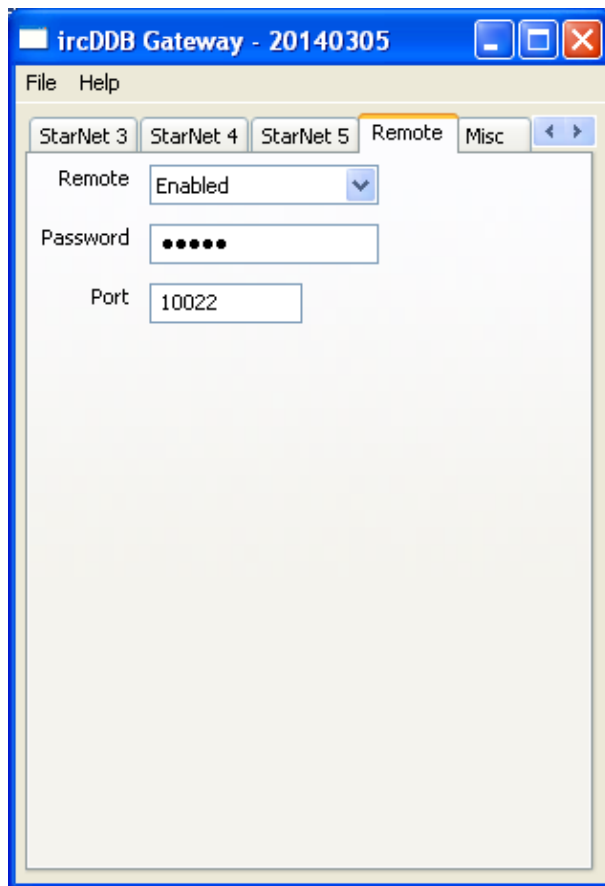 ircDDB Gateway - 20140305
File Help
StarNet 3 StarNet 4 StarNet 5 Remote Misc
Remote Enabled
Password •••••
Port 10022